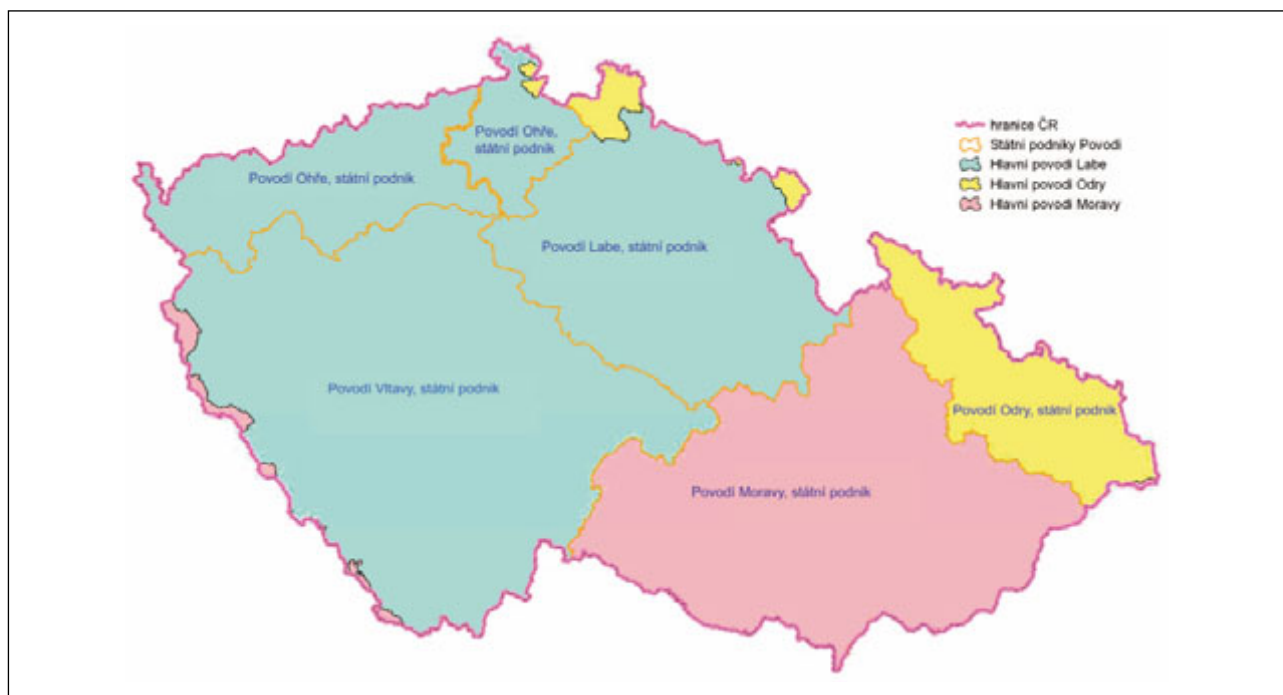 Povodí Ohře,
státní podnik
Povodí Ohře, státní podnik
Povodí Labe, státní podnik
Povodí Vltavy, státní podnik
Povodí Odry, státní podnik
Povodí Moravy, státní podnik
hranice ČR
Státní podniky Povodí
Hlavní povodí Labe
Hlavní povodí Odry
Hlavní povodí Moravy